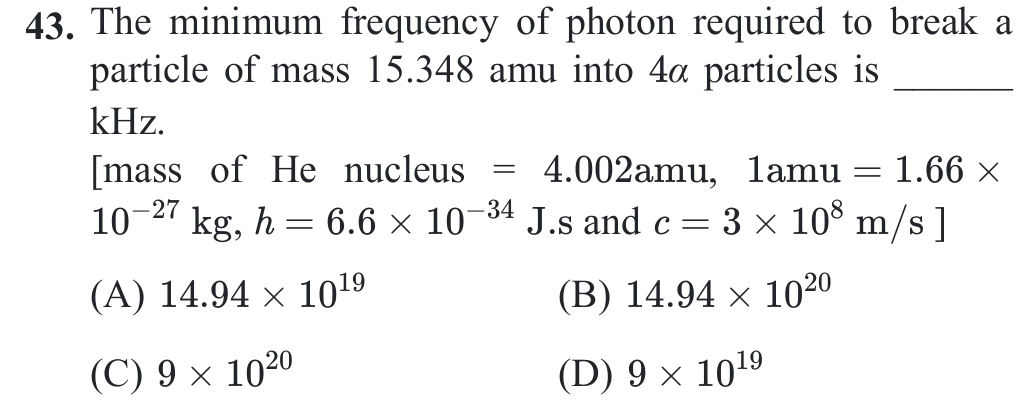 43. The minimum frequency of photon required to break a
particle of mass 15.348 amu into 4α particles is ______
kHz.
[mass of He nucleus = 4.002amu, 1amu = 1.66 ×
10⁻²⁷ kg, h = 6.6 × 10⁻³⁴ J.s and c = 3 × 10⁸ m/s ]
(A) 14.94 × 10¹⁹ (B) 14.94 × 10²⁰
(C) 9 × 10²⁰ (D) 9 × 10¹⁹